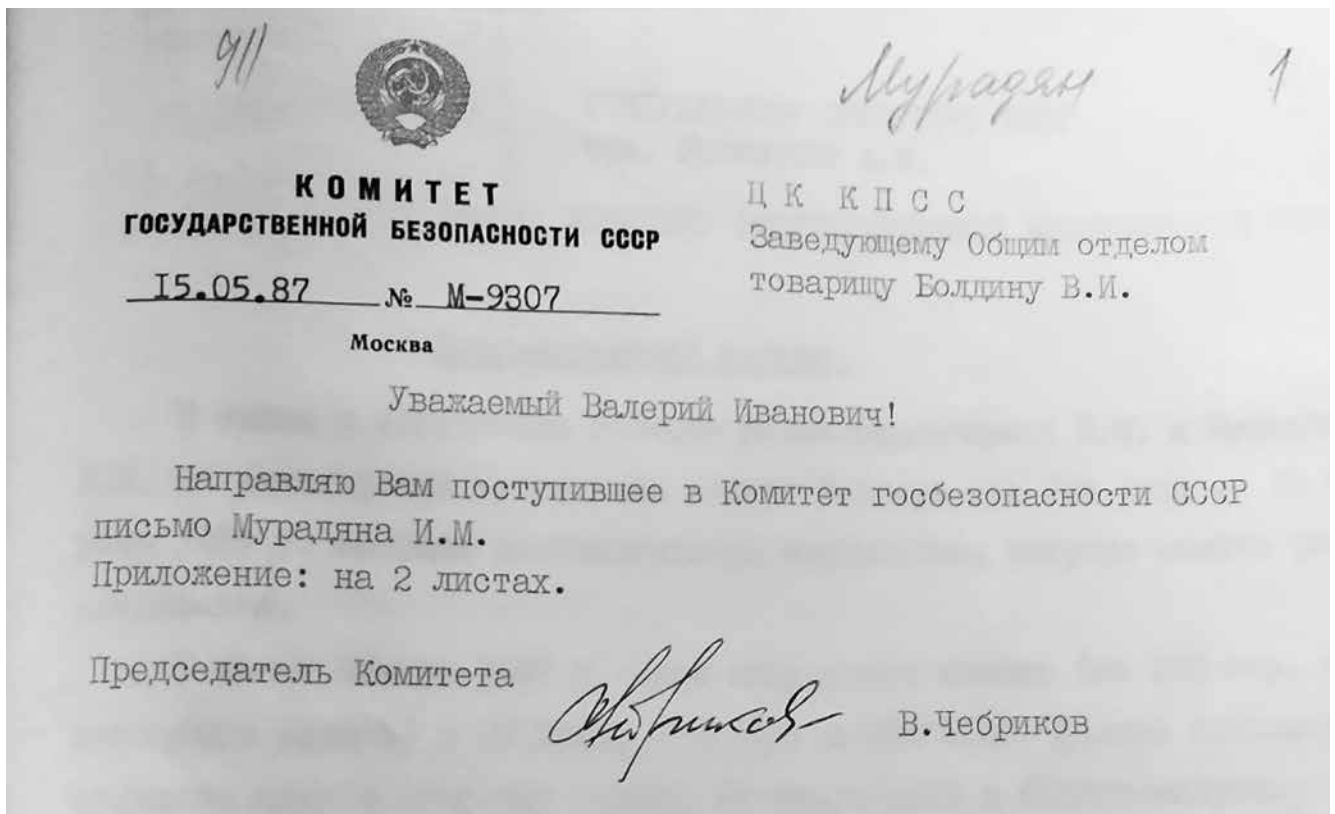 911
Мурадян
1
КОМИТЕТ
ГОСУДАРСТВЕННОЙ БЕЗОПАСНОСТИ СССР
I5.05.87 № М-9307
Москва
ЦК КПСС
Заведующему Общим отделом
товарищу Болдину В.И.
Уважаемый Валерий Иванович!
Направляю Вам поступившее в Комитет госбезопасности СССР
письмо Мурадяна И.М.
Приложение: на 2 листах.
Председатель Комитета
В.Чебриков